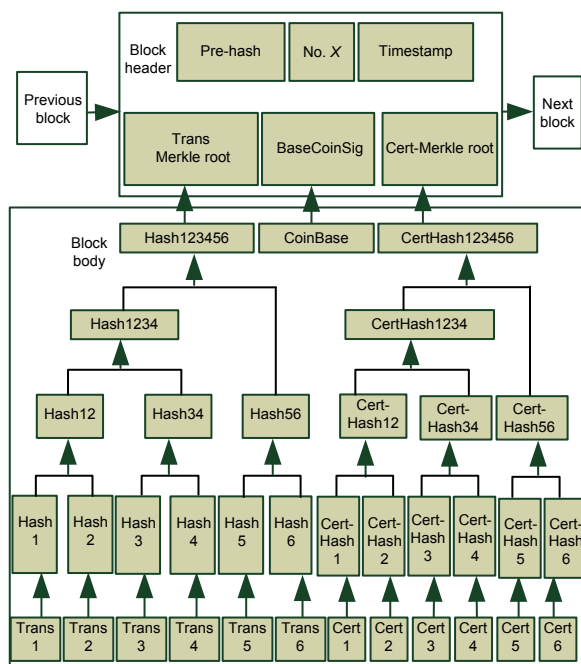 Block
header
Pre-hash
No. X
Timestamp
Previous
block
Next
block
Trans
Merkle root
BaseCoinSig
Cert-Merkle root
Block
body
Hash123456
CoinBase
CertHash123456
Hash1234
CertHash1234
Hash12
Hash34
Hash56
Cert-
Hash12
Cert-
Hash34
Cert-
Hash56
Hash
1
Hash
2
Hash
3
Hash
4
Hash
5
Hash
6
Cert-
Hash
1
Cert-
Hash
2
Cert-
Hash
3
Cert-
Hash
4
Cert-
Hash
5
Cert-
Hash
6
Trans
1
Trans
2
Trans
3
Trans
4
Trans
5
Trans
6
Cert
1
Cert
2
Cert
3
Cert
4
Cert
5
Cert
6